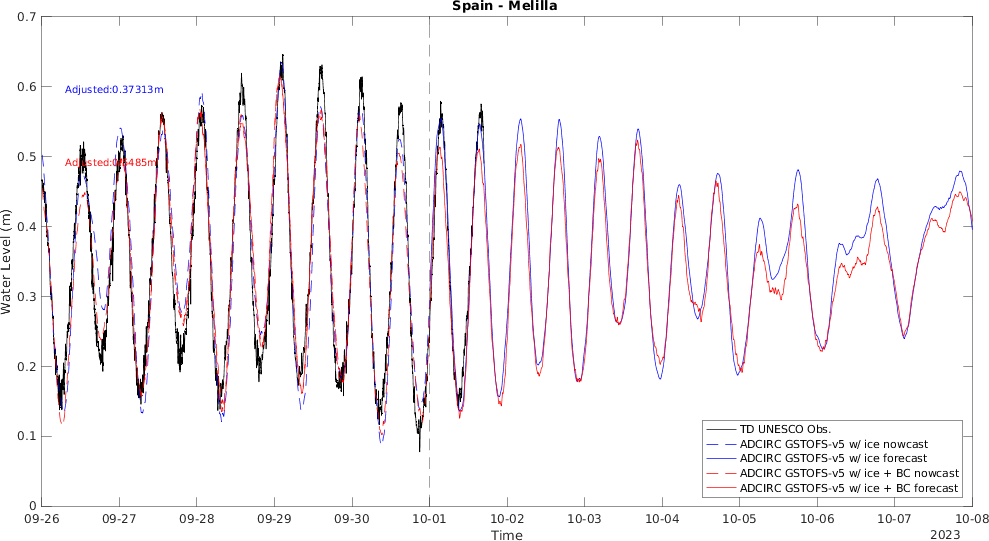 Spain - Melilla
0.7
0.6
0.5
0.4
0.3
0.2
0.1
0
Water Level (m)
Adjusted:0.37313m
TD UNESCO Obs.
ADCIRC GSTOFS-v5 w/ ice nowcast
ADCIRC GSTOFS-v5 w/ ice forecast
ADCIRC GSTOFS-v5 w/ ice + BC nowcast
ADCIRC GSTOFS-v5 w/ ice + BC forecast
09-26 09-27 09-28 09-29 09-30 10-01 10-02 10-03 10-04 10-05 10-06 10-07 10-08
Time
2023